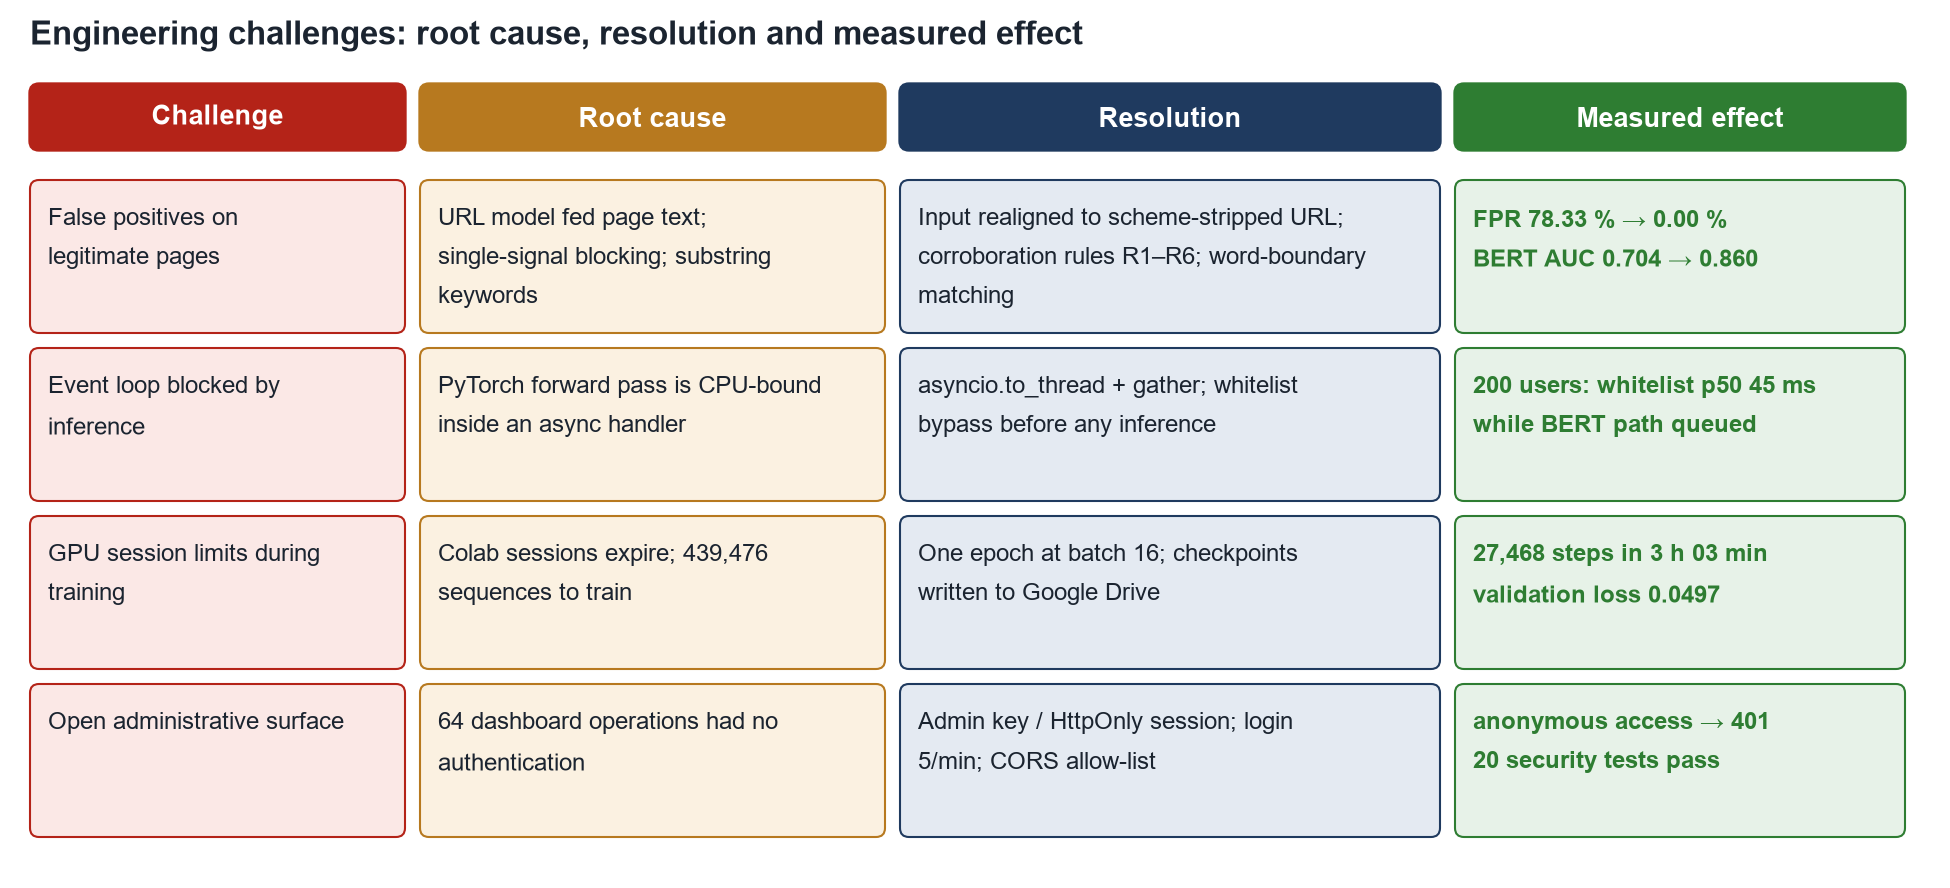 Engineering challenges: root cause, resolution and measured effect
Challenge
Root cause
Resolution
Measured effect
False positives on
legitimate pages
URL model fed page text;
single-signal blocking; substring
keywords
Input realigned to scheme-stripped URL;
corroboration rules R1–R6; word-boundary
matching
FPR 78.33 % → 0.00 %
BERT AUC 0.704 → 0.860
Event loop blocked by
inference
PyTorch forward pass is CPU-bound
inside an async handler
asyncio.to_thread + gather; whitelist
bypass before any inference
200 users: whitelist p50 45 ms
while BERT path queued
GPU session limits during
training
Colab sessions expire; 439,476
sequences to train
One epoch at batch 16; checkpoints
written to Google Drive
27,468 steps in 3 h 03 min
validation loss 0.0497
Open administrative surface
64 dashboard operations had no
authentication
Admin key / HttpOnly session; login
5/min; CORS allow-list
anonymous access → 401
20 security tests pass